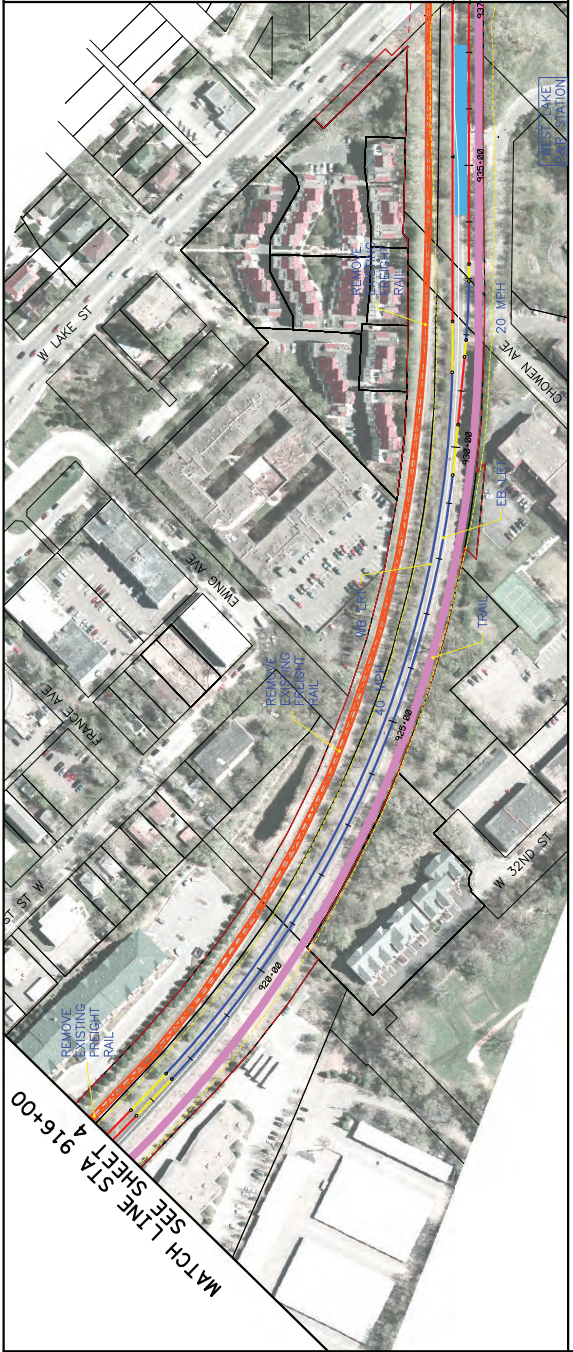 937
WEST LAKE
935+00
W LAKE ST
REMOVE
EXISTING
FREIGHT
RAIL
20 MPH
CHOWEN AVE
930+00
EB LRT
EWING AVE
WB LRT
FRANCE AVE
REMOVE
EXISTING
FREIGHT
RAIL
40 MPH
TRAIL
925+00
W 32ND ST
ST ST W
920+00
REMOVE
EXISTING
FREIGHT
RAIL
MATCH LINE STA 916+00
SEE SHEET 4